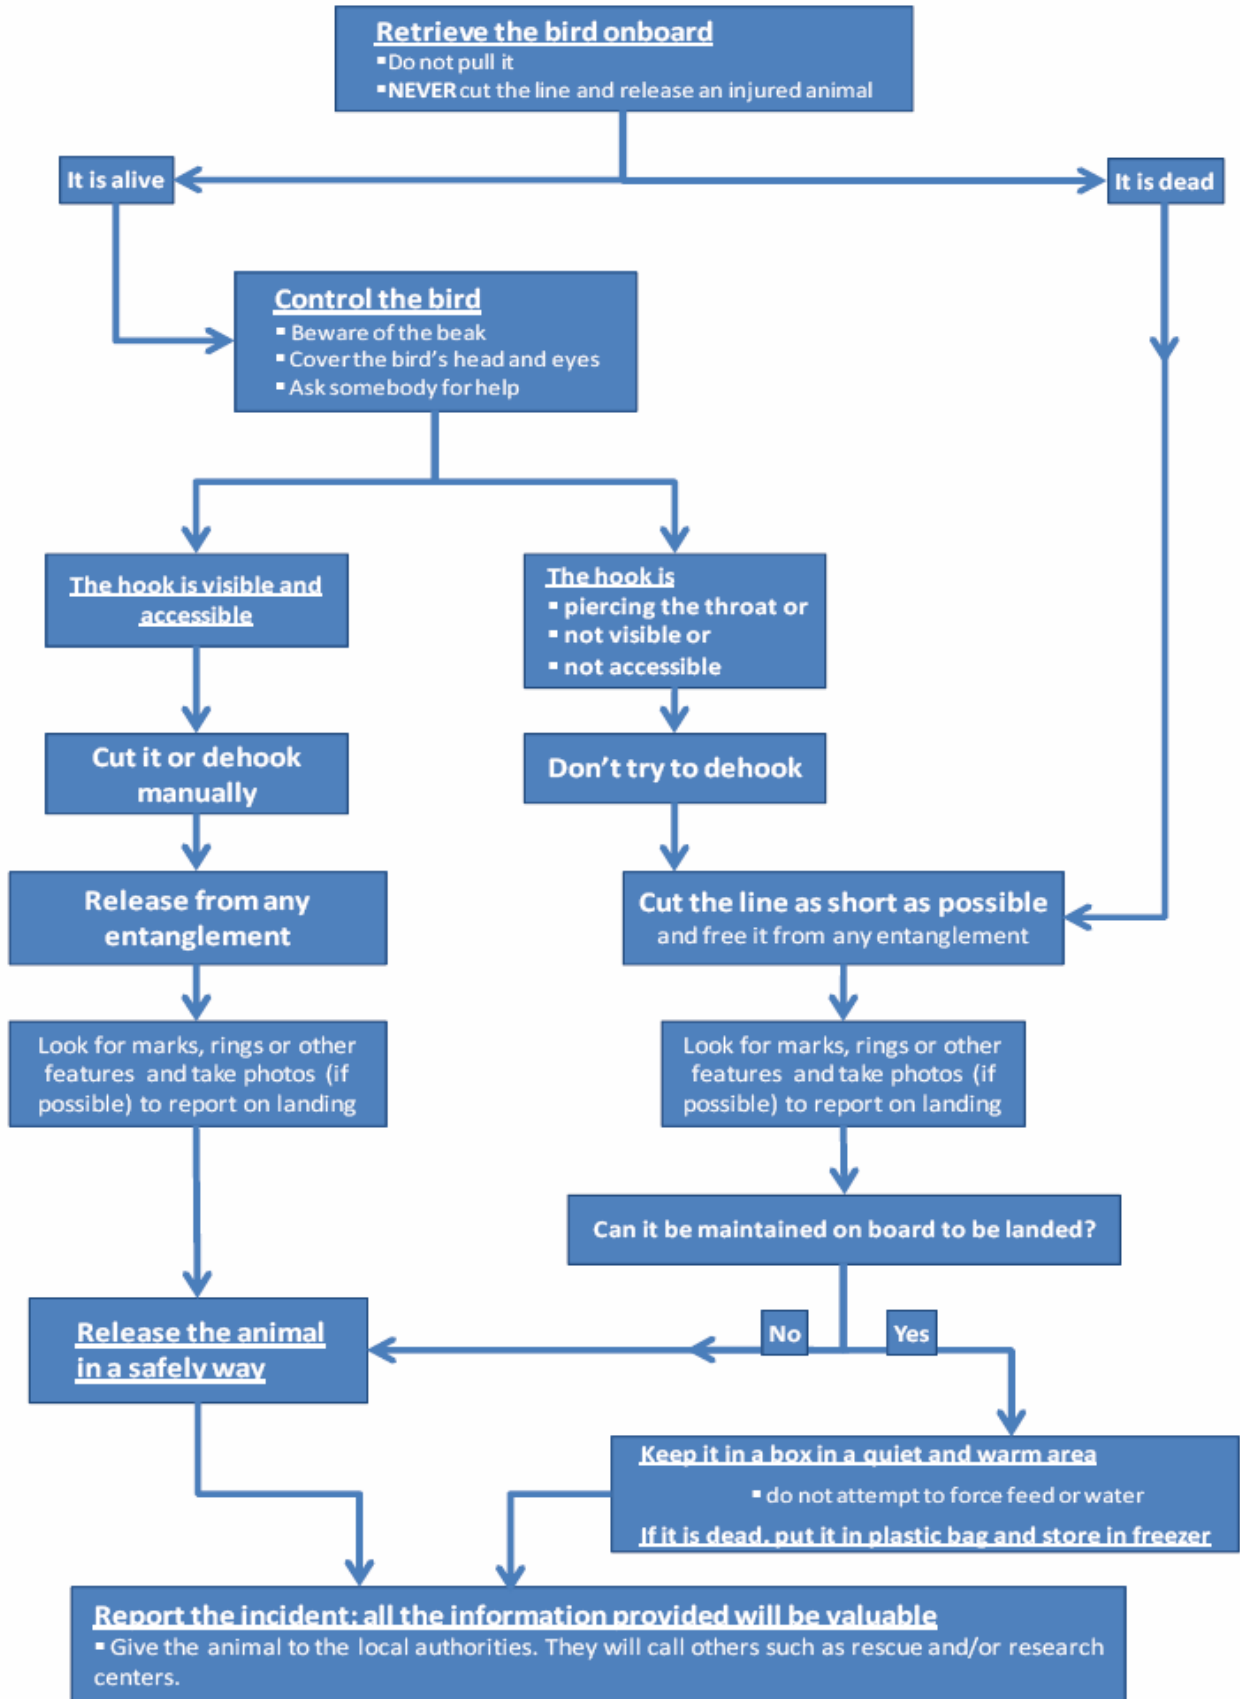 Retrieve the bird onboard
▪Do not pull it
▪NEVER cut the line and release an injured animal
It is alive
It is dead
Control the bird
▪ Beware of the beak
▪ Cover the bird's head and eyes
▪ Ask somebody for help
The hook is visible and
accessible
The hook is
▪ piercing the throat or
▪ not visible or
▪ not accessible
Cut it or dehook
manually
Don't try to dehook
Release from any
entanglement
Cut the line as short as possible
and free it from any entanglement
Look for marks, rings or other
features and take photos (if
possible) to report on landing
Look for marks, rings or other
features and take photos (if
possible) to report on landing
Can it be maintained on board to be landed?
No
Yes
Release the animal
in a safely way
Keep it in a box in a quiet and warm area
▪ do not attempt to force feed or water
If it is dead, put it in plastic bag and store in freezer
Report the incident: all the information provided will be valuable
▪ Give the animal to the local authorities. They will call others such as rescue and/or research
centers.